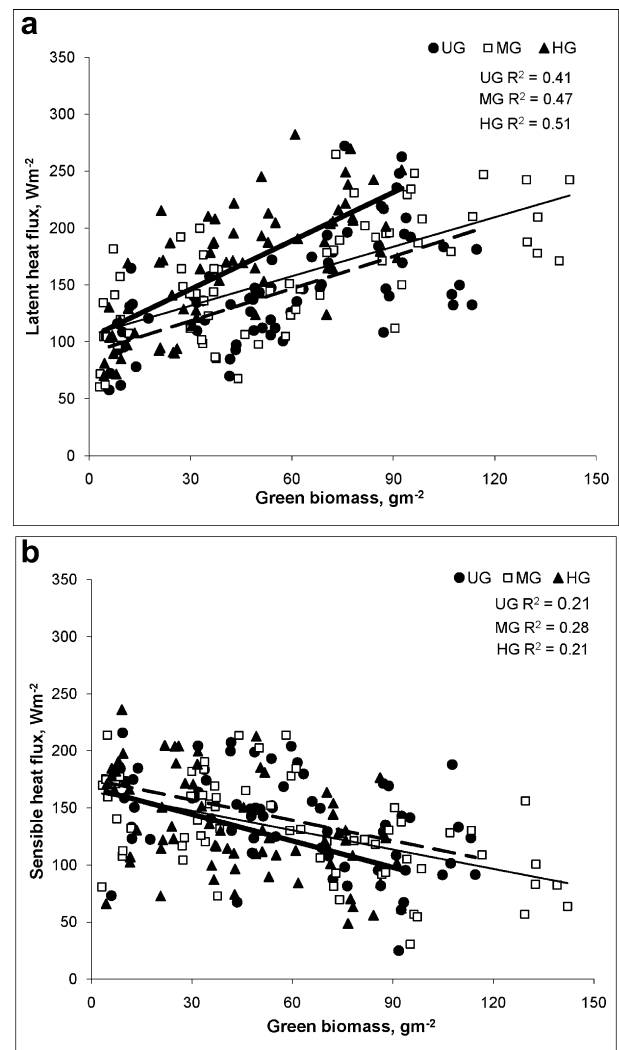 a
UG MG HG
UG R² = 0.41
MG R² = 0.47
HG R² = 0.51
350
300
250
200
150
100
50
0
Latent heat flux, Wm⁻²
0 30 60 90 120 150
Green biomass, gm⁻²
b
UG MG HG
UG R² = 0.21
MG R² = 0.28
HG R² = 0.21
350
300
250
200
150
100
50
0
Sensible heat flux, Wm⁻²
0 30 60 90 120 150
Green biomass, gm⁻²